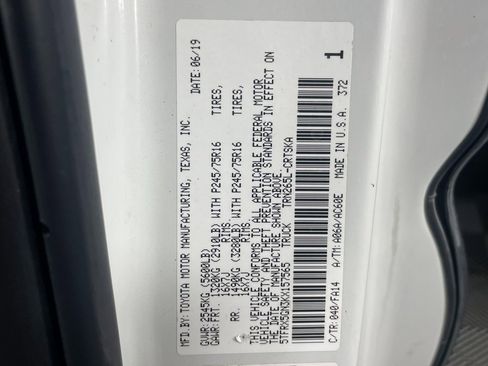 MFD.BY: TOYOTA MOTOR MANUFACTURING, TEXAS, INC. DATE: 06/19
GVWR: 2545KG (5600LB)
GAWR: FRT. 1320KG (2910LB) WITH P245/75R16 TIRES,
16X7J RIMS,
RR. 1490KG (3280LB) WITH P245/75R16 TIRES,
16X7J RIMS,
THIS VEHICLE CONFORMS TO ALL APPLICABLE FEDERAL MOTOR
VEHICLE SAFETY AND THEFT PREVENTION STANDARDS IN EFFECT ON
THE DATE OF MANUFACTURE SHOWN ABOVE.
5TFRX5GN3KX157565 TRUCK TRN265L-CRTSKA
C/TR: 040/FA14 A/TM: A06A/AC60E MADE IN U.S.A. 372
1